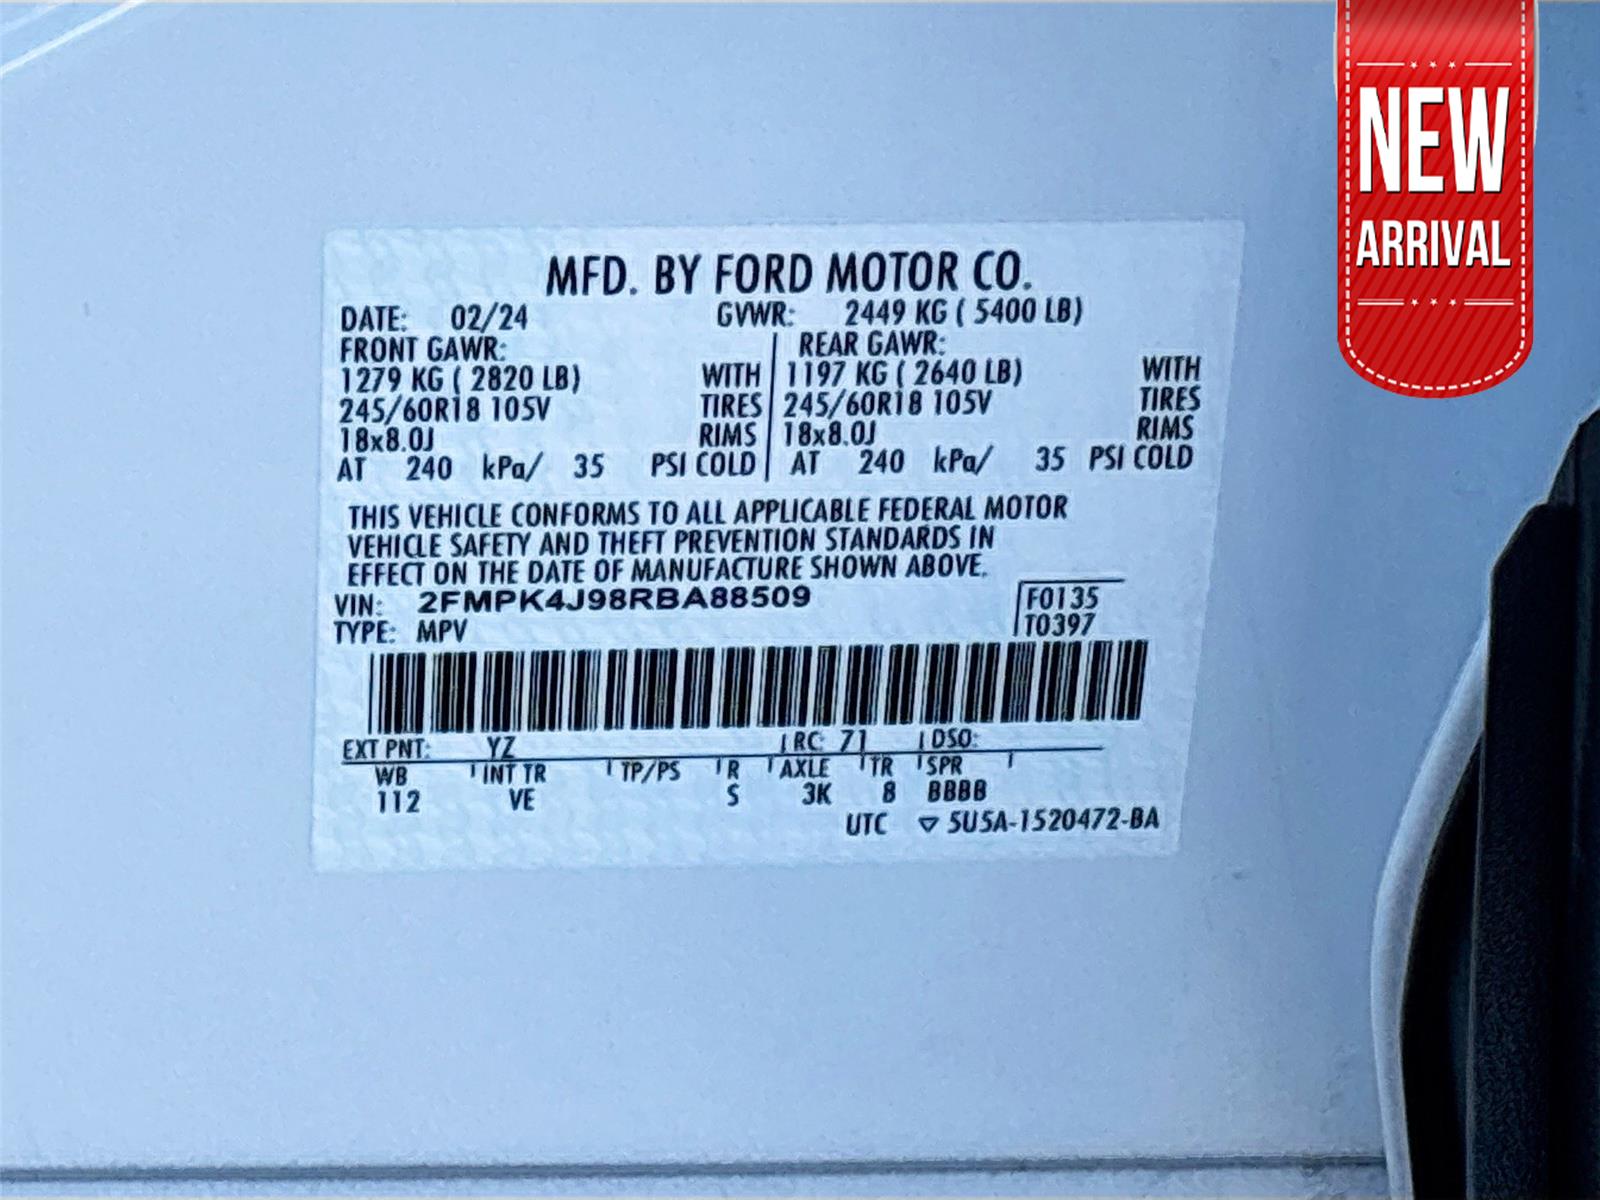 NEW
ARRIVAL
MFD. BY FORD MOTOR CO.
DATE: 02/24 GVWR: 2449 KG ( 5400 LB)
FRONT GAWR: REAR GAWR:
1279 KG ( 2820 LB) WITH 1197 KG ( 2640 LB) WITH
245/60R18 105V TIRES 245/60R18 105V TIRES
18x8.0J RIMS 18x8.0J RIMS
AT 240 kPa/ 35 PSI COLD AT 240 kPa/ 35 PSI COLD
THIS VEHICLE CONFORMS TO ALL APPLICABLE FEDERAL MOTOR
VEHICLE SAFETY AND THEFT PREVENTION STANDARDS IN
EFFECT ON THE DATE OF MANUFACTURE SHOWN ABOVE.
VIN: 2FMPK4J98RBA88509 F0135
TYPE: MPV T0397
EXT PNT: YZ RC: 71 DSO:
WB INT TR TP/PS R AXLE TR SPR
112 VE S 3K 8 BBBB
UTC ▽ 5U5A-1520472-BA